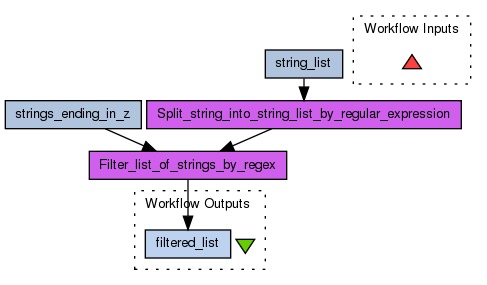 Workflow Inputs
string_list
strings_ending_in_z
Split_string_into_string_list_by_regular_expression
Filter_list_of_strings_by_regex
Workflow Outputs
filtered_list